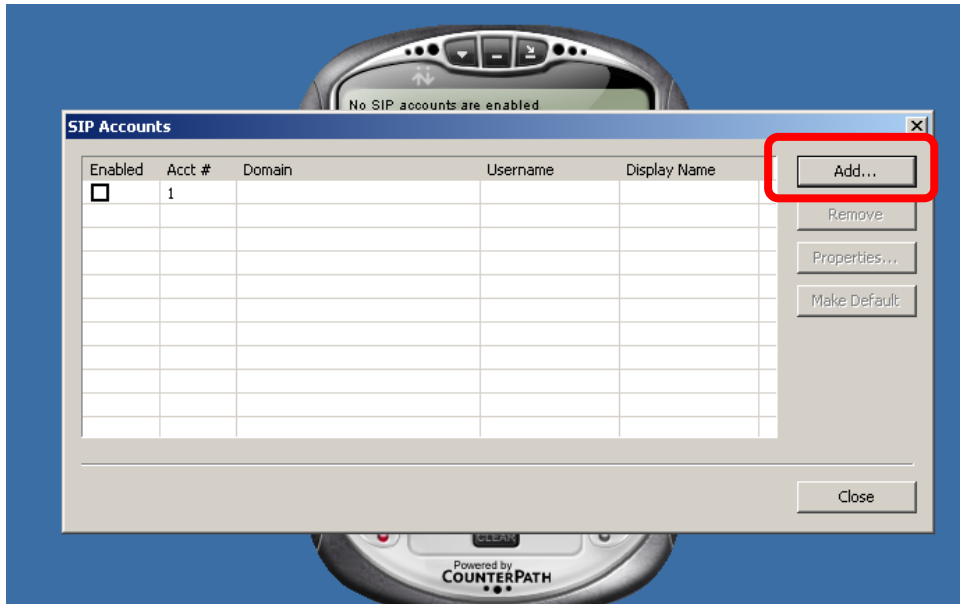 No SIP accounts are enabled
SIP Accounts
Enabled Acct # Domain Username Display Name
1
Add...
Remove
Properties...
Make Default
Close
CLEAR
Powered by
COUNTERPATH